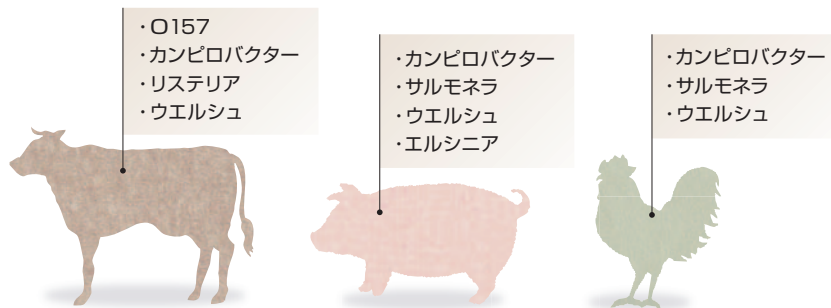 ・O157
・カンピロバクター
・リステリア
・ウエルシュ
・カンピロバクター
・サルモネラ
・ウエルシュ
・エルシニア
・カンピロバクター
・サルモネラ
・ウエルシュ